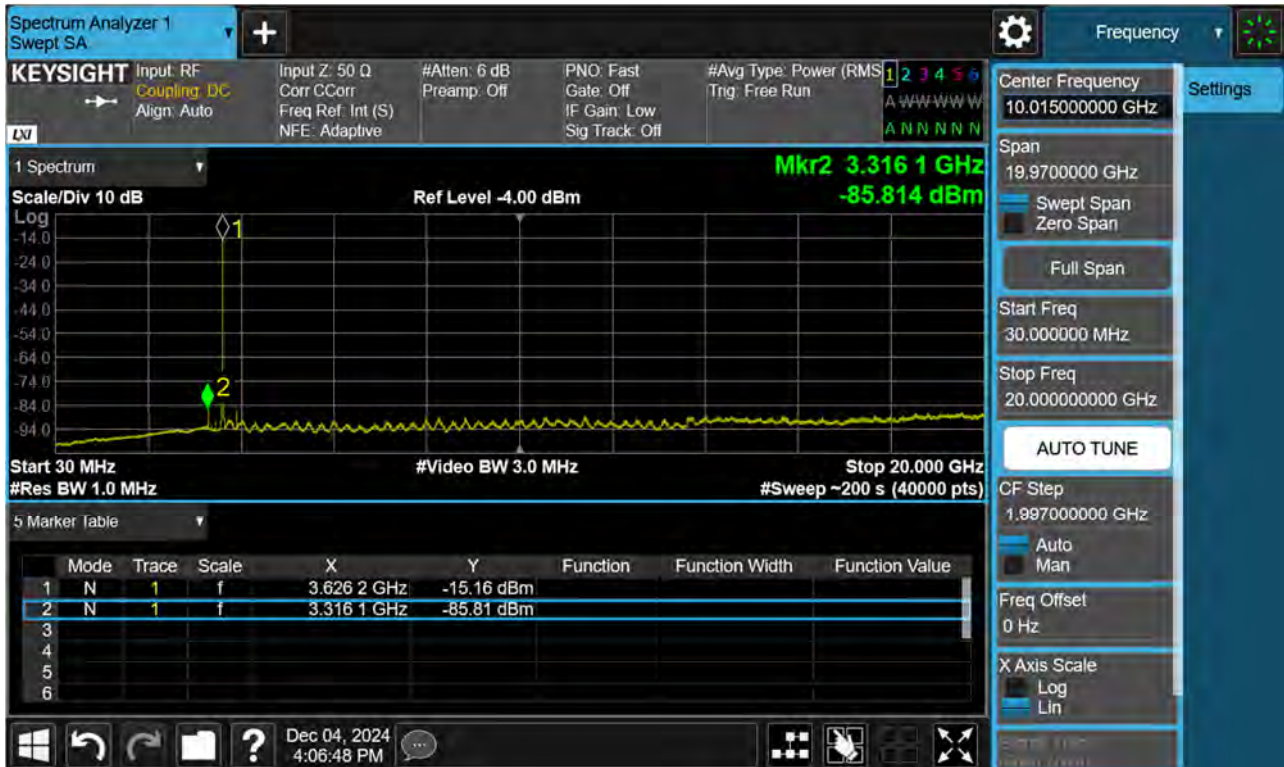 Spectrum Analyzer 1
Swept SA
Frequency
KEYSIGHT
LXI
Input: RF
Coupling: DC
Align: Auto
Input Z: 50 Ω
Corr CCorr
Freq Ref: Int (S)
NFE: Adaptive
#Atten: 6 dB
Preamp: Off
PNO: Fast
Gate: Off
IF Gain: Low
Sig Track: Off
#Avg Type: Power (RMS
Trig: Free Run
1 2 3 4 5 6
A W W W W W
A N N N N N
1 Spectrum
Mkr2 3.316 1 GHz
Scale/Div 10 dB
Ref Level -4.00 dBm
-85.814 dBm
Log
1
-14.0
-24.0
-34.0
-44.0
-54.0
-64.0
-74.0
2
-84.0
-94.0
Start 30 MHz
#Video BW 3.0 MHz
Stop 20.000 GHz
#Res BW 1.0 MHz
#Sweep ~200 s (40000 pts)
5 Marker Table
Mode Trace Scale X Y Function Function Width Function Value
1 N 1 f 3.626 2 GHz -15.16 dBm
2 N 1 f 3.316 1 GHz -85.81 dBm
3
4
5
6
Dec 04, 2024
4:06:48 PM
Center Frequency
10.015000000 GHz
Settings
Span
19.9700000 GHz
Swept Span
Zero Span
Full Span
Start Freq
30.000000 MHz
Stop Freq
20.000000000 GHz
AUTO TUNE
CF Step
1.997000000 GHz
Auto
Man
Freq Offset
0 Hz
X Axis Scale
Log
Lin